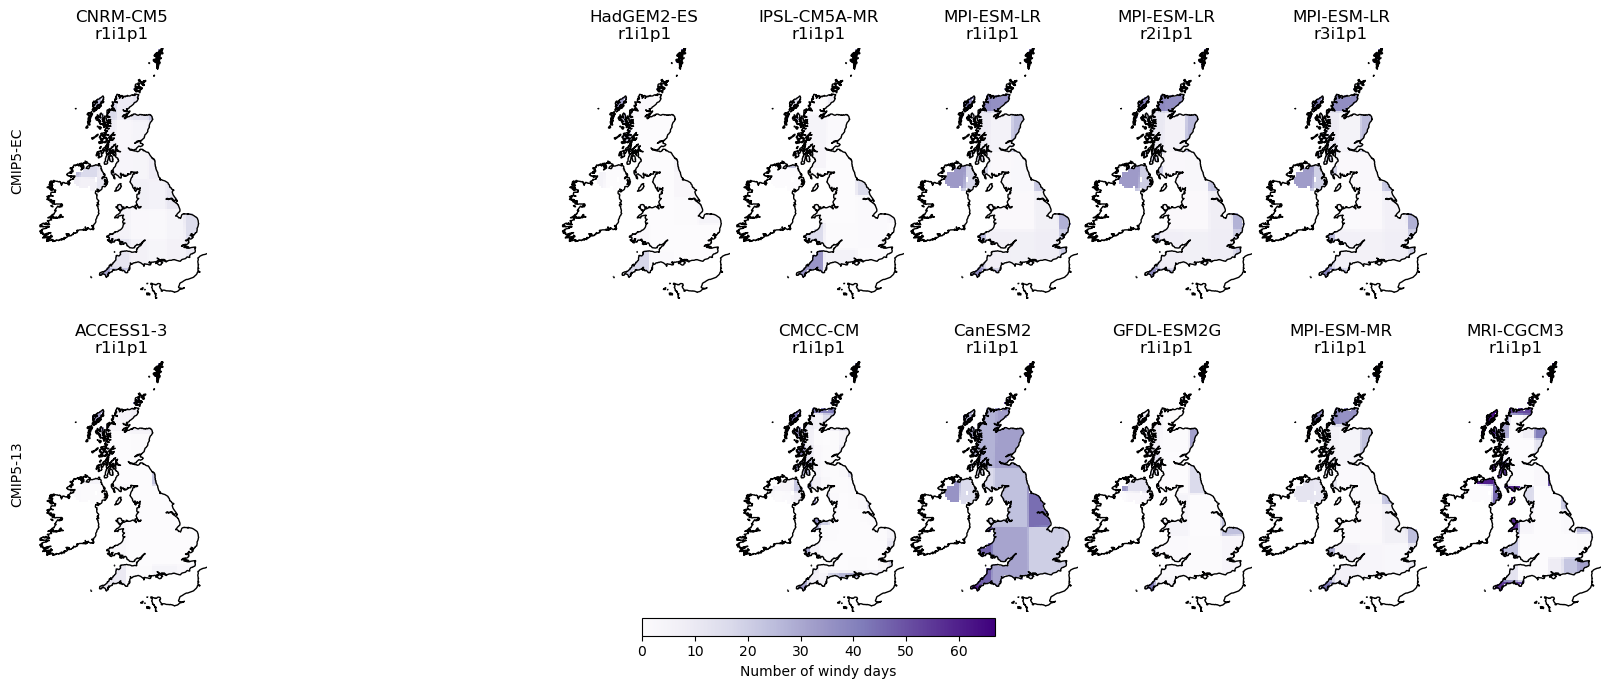 CNRM-CM5
r1i1p1
HadGEM2-ES
r1i1p1
IPSL-CM5A-MR
r1i1p1
MPI-ESM-LR
r1i1p1
MPI-ESM-LR
r2i1p1
MPI-ESM-LR
r3i1p1
CMIP5-EC
ACCESS1-3
r1i1p1
CMCC-CM
r1i1p1
CanESM2
r1i1p1
GFDL-ESM2G
r1i1p1
MPI-ESM-MR
r1i1p1
MRI-CGCM3
r1i1p1
CMIP5-13
0 10 20 30 40 50 60
Number of windy days